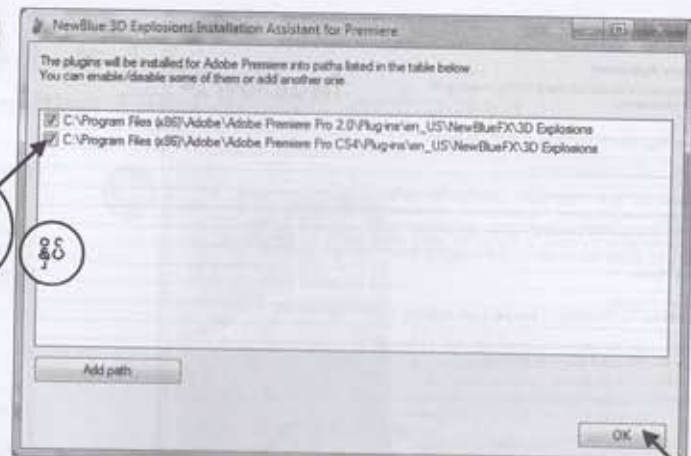 NewBlue 3D Explosions Installation Assistant for Premiere
The plugins will be installed for Adobe Premiere into paths listed in the table below
You can enable/disable some of them or add another one
C:\Program Files (x86)\Adobe\Adobe Premiere Pro 2.0\Plug-ins\en_US\NewBlueFX\3D Explosions
C:\Program Files (x86)\Adobe\Adobe Premiere Pro CS4\Plug-ins\en_US\NewBlueFX\3D Explosions
နှိပ်
Add path
OK